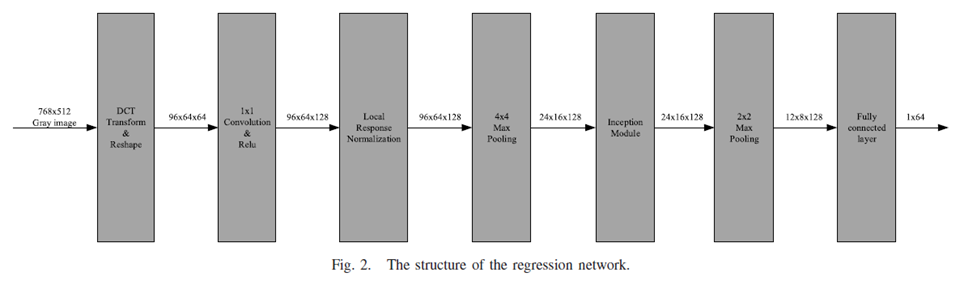 768x512
Gray image
DCT
Transform
&
Reshape
96x64x64
1x1
Convolution
&
Relu
96x64x128
Local
Response
Normalization
96x64x128
4x4
Max
Pooling
24x16x128
Inception
Module
24x16x128
2x2
Max
Pooling
12x8x128
Fully
connected
layer
1x64
Fig. 2. The structure of the regression network.